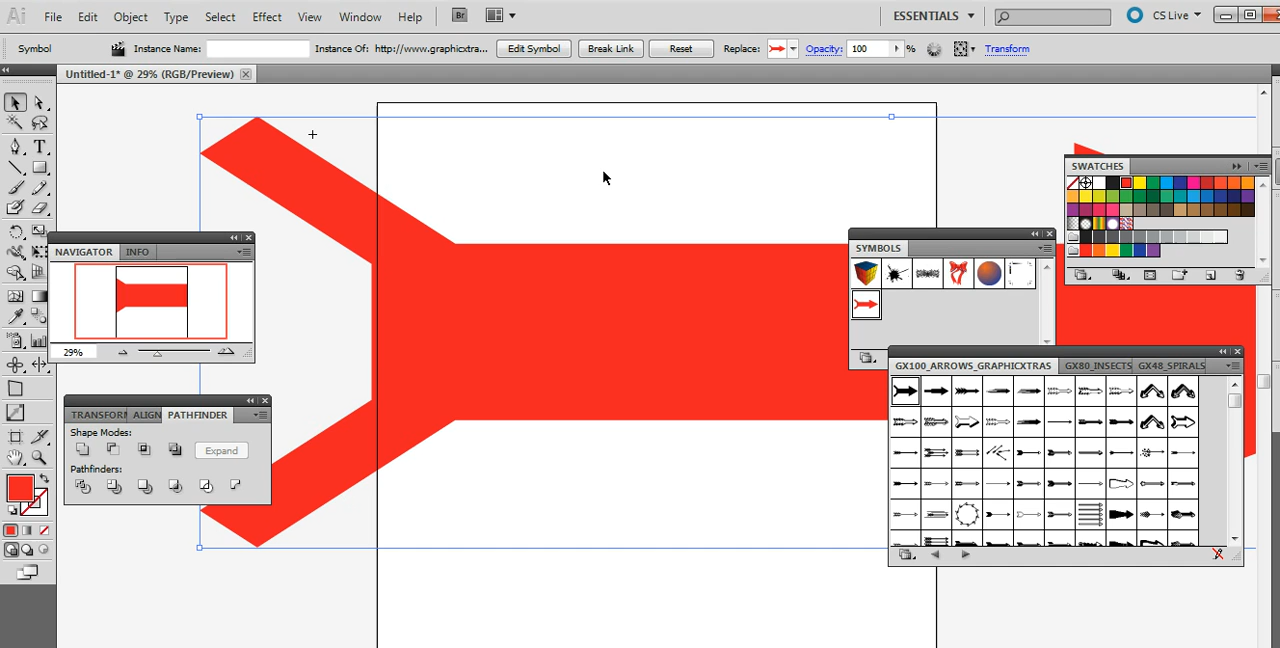 Ai File Edit Object Type Select Effect View Window Help Br ESSENTIALS CS Live
Symbol Instance Name: Instance Of: http://www.graphicxtra... Edit Symbol Break Link Reset Replace: Opacity: 100 % Transform
Untitled-1* @ 29% (RGB/Preview)
SWATCHES
NAVIGATOR INFO
29%
SYMBOLS
GX100_ARROWS_GRAPHICXTRAS GX80_INSECTS GX48_SPIRALS
TRANSFORM ALIGN PATHFINDER
Shape Modes:
Expand
Pathfinders: